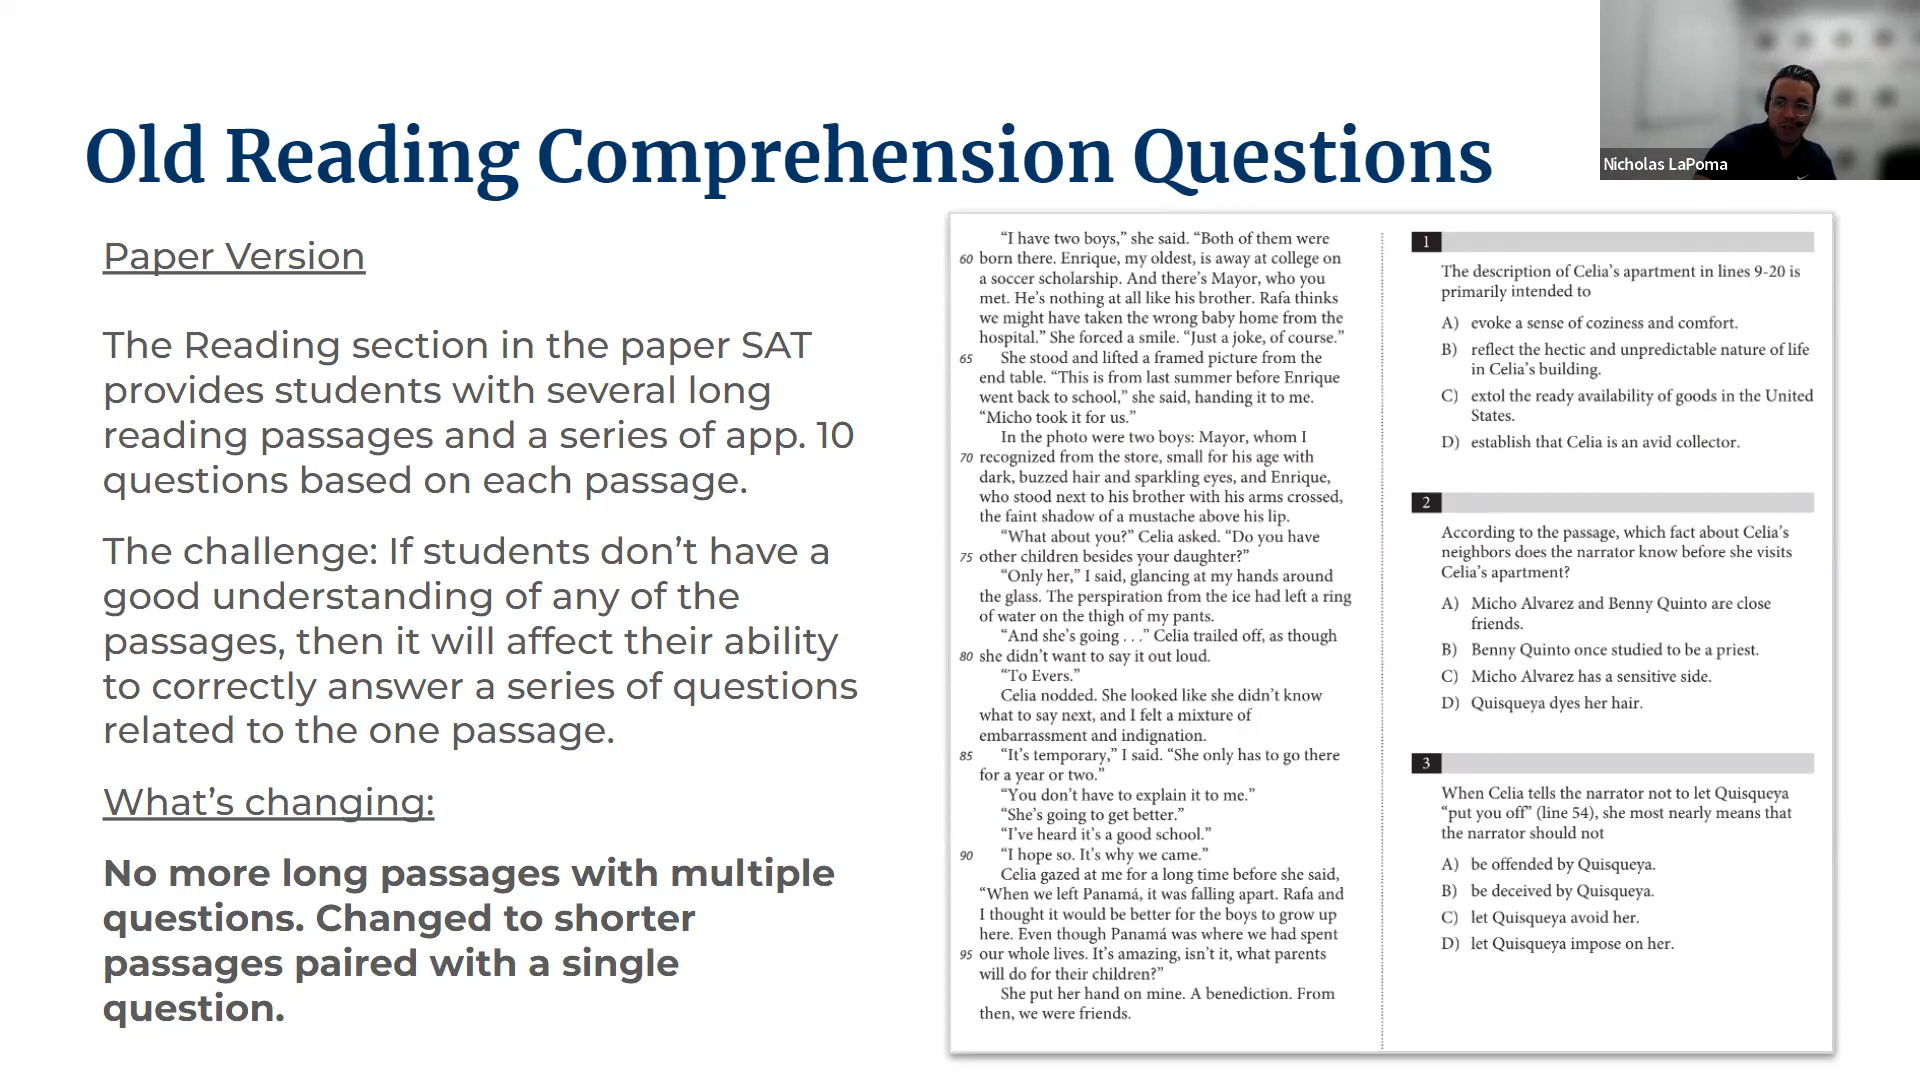 Old Reading Comprehension Questions
Nicholas LaPoma
Paper Version
The Reading section in the paper SAT
provides students with several long
reading passages and a series of app. 10
questions based on each passage.
The challenge: If students don’t have a
good understanding of any of the
passages, then it will affect their ability
to correctly answer a series of questions
related to the one passage.
What’s changing:
No more long passages with multiple
questions. Changed to shorter
passages paired with a single
question.
“I have two boys,” she said. “Both of them were
60 born there. Enrique, my oldest, is away at college on
a soccer scholarship. And there’s Mayor, who you
met. He’s nothing at all like his brother. Rafa thinks
we might have taken the wrong baby home from the
hospital.” She forced a smile. “Just a joke, of course.”
65 She stood and lifted a framed picture from the
end table. “This is from last summer before Enrique
went back to school,” she said, handing it to me.
“Micho took it for us.”
In the photo were two boys: Mayor, whom I
70 recognized from the store, small for his age with
dark, buzzed hair and sparkling eyes, and Enrique,
who stood next to his brother with his arms crossed,
the faint shadow of a mustache above his lip.
“What about you?” Celia asked. “Do you have
75 other children besides your daughter?”
“Only her,” I said, glancing at my hands around
the glass. The perspiration from the ice had left a ring
of water on the thigh of my pants.
“And she’s going . . .” Celia trailed off, as though
80 she didn’t want to say it out loud.
“To Evers.”
Celia nodded. She looked like she didn’t know
what to say next, and I felt a mixture of
embarrassment and indignation.
85 “It’s temporary,” I said. “She only has to go there
for a year or two.”
“You don’t have to explain it to me.”
“She’s going to get better.”
“I’ve heard it’s a good school.”
90 “I hope so. It’s why we came.”
Celia gazed at me for a long time before she said,
“When we left Panamá, it was falling apart. Rafa and
I thought it would be better for the boys to grow up
here. Even though Panamá was where we had spent
95 our whole lives. It’s amazing, isn’t it, what parents
will do for their children?”
She put her hand on mine. A benediction. From
then, we were friends.
1
The description of Celia’s apartment in lines 9-20 is
primarily intended to
A) evoke a sense of coziness and comfort.
B) reflect the hectic and unpredictable nature of life
in Celia’s building.
C) extol the ready availability of goods in the United
States.
D) establish that Celia is an avid collector.
2
According to the passage, which fact about Celia’s
neighbors does the narrator know before she visits
Celia’s apartment?
A) Micho Alvarez and Benny Quinto are close
friends.
B) Benny Quinto once studied to be a priest.
C) Micho Alvarez has a sensitive side.
D) Quisqueya dyes her hair.
3
When Celia tells the narrator not to let Quisqueya
“put you off” (line 54), she most nearly means that
the narrator should not
A) be offended by Quisqueya.
B) be deceived by Quisqueya.
C) let Quisqueya avoid her.
D) let Quisqueya impose on her.